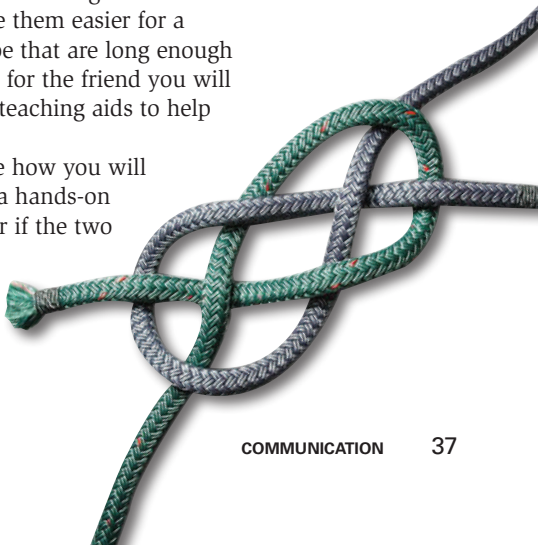 e them easier for a
pe that are long enough
for the friend you will
teaching aids to help
e how you will
a hands-on
r if the two
COMMUNICATION 37